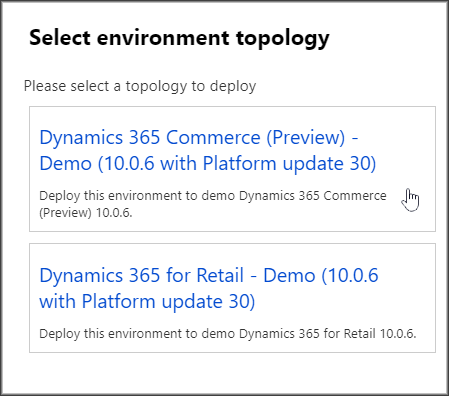 Select environment topology
Please select a topology to deploy
Dynamics 365 Commerce (Preview) -
Demo (10.0.6 with Platform update 30)
Deploy this environment to demo Dynamics 365 Commerce
(Preview) 10.0.6.
Dynamics 365 for Retail - Demo (10.0.6
with Platform update 30)
Deploy this environment to demo Dynamics 365 for Retail 10.0.6.